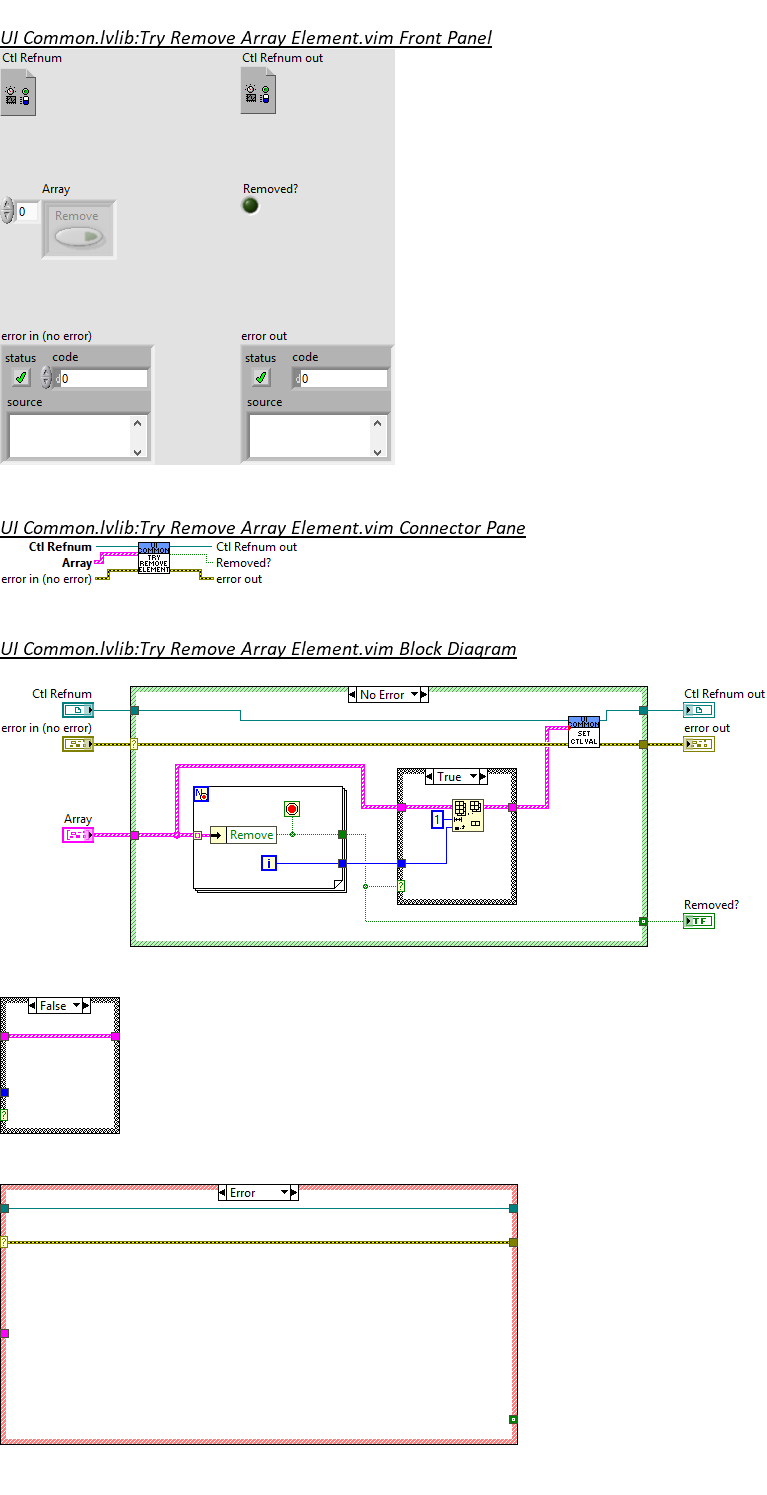 UI Common.lvlib:Try Remove Array Element.vim Front Panel
Ctl Refnum
Ctl Refnum out
Array
Removed?
0
Remove
error in (no error)
error out
status code
status code
0
0
source
source
UI Common.lvlib:Try Remove Array Element.vim Connector Pane
Ctl Refnum
UI
COMMON
TRY
REMOVE
ELEMENT
Ctl Refnum out
Array
Removed?
error in (no error)
error out
UI Common.lvlib:Try Remove Array Element.vim Block Diagram
No Error
Ctl Refnum
Ctl Refnum out
error in (no error)
UI
COMMON
SET
CTL VAL
error out
True
N
Array
Remove
1
i
?
?
Removed?
TF
False
?
Error
?